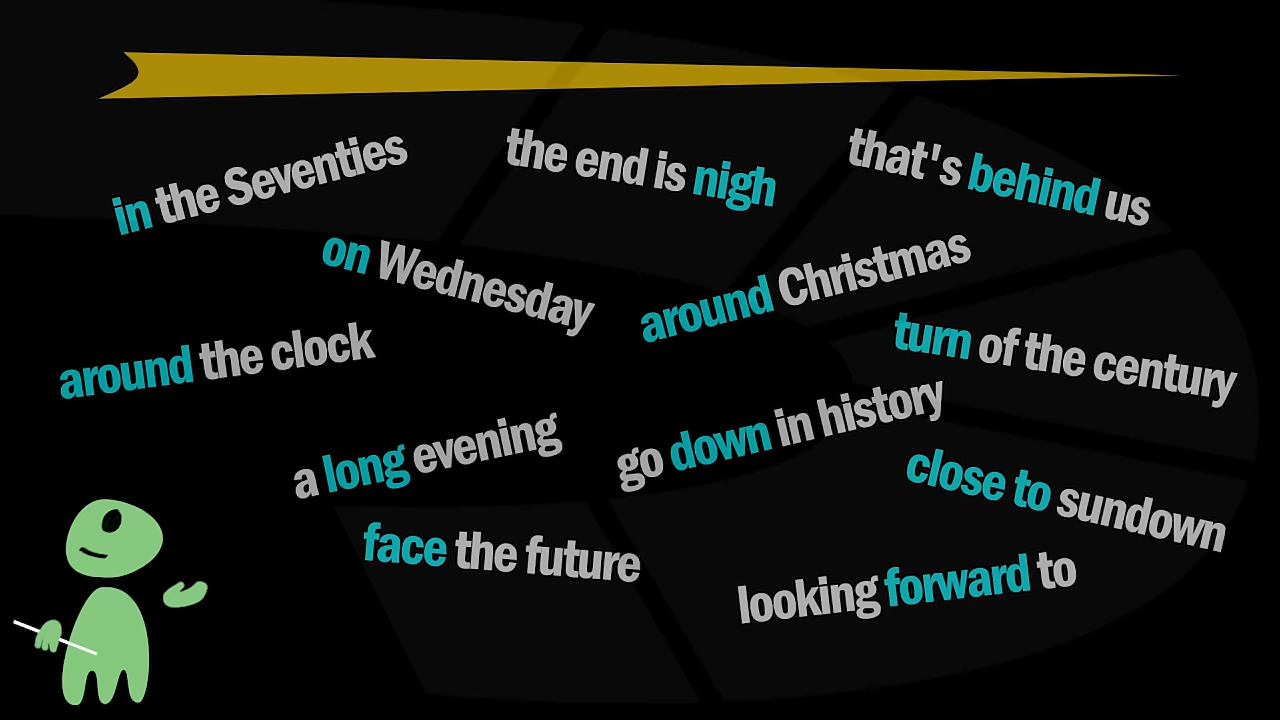 in the Seventies
the end is nigh
that's behind us
on Wednesday
around Christmas
around the clock
turn of the century
a long evening
go down in history
close to sundown
face the future
looking forward to